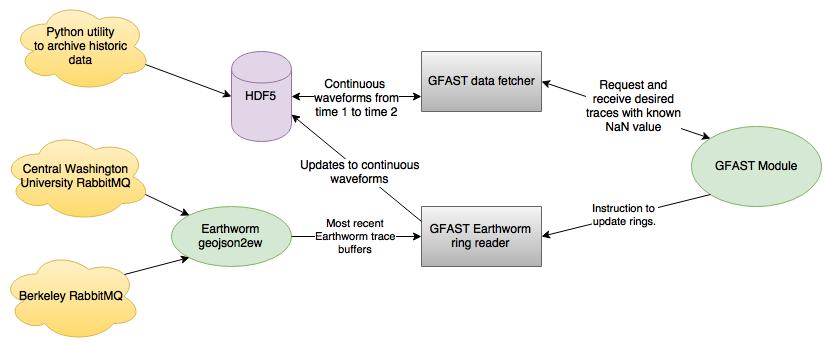 Python utility
to archive historic
data
HDF5
Continuous
waveforms from
time 1 to time 2
GFAST data fetcher
Request and
receive desired
traces with known
NaN value
GFAST Module
Central Washington
University RabbitMQ
Updates to continuous
waveforms
Earthworm
geojson2ew
Most recent
Earthworm trace
buffers
GFAST Earthworm
ring reader
Instruction to
update rings.
Berkeley RabbitMQ